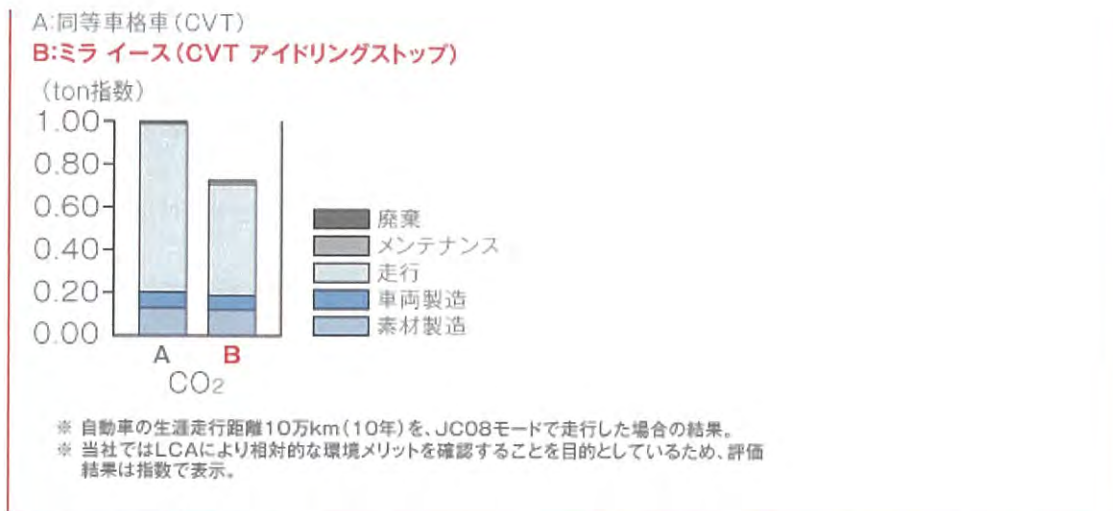 A:同等車格車(CVT)
B:ミラ イース(CVT アイドリングストップ)
(ton指数)
1.00
0.80
0.60
0.40
0.20
0.00
A B
CO2
廃棄
メンテナンス
走行
車両製造
素材製造
※ 自動車の生涯走行距離10万km(10年)を、JC08モードで走行した場合の結果。
※ 当社ではLCAにより相対的な環境メリットを確認することを目的としているため、評価
結果は指数で表示。